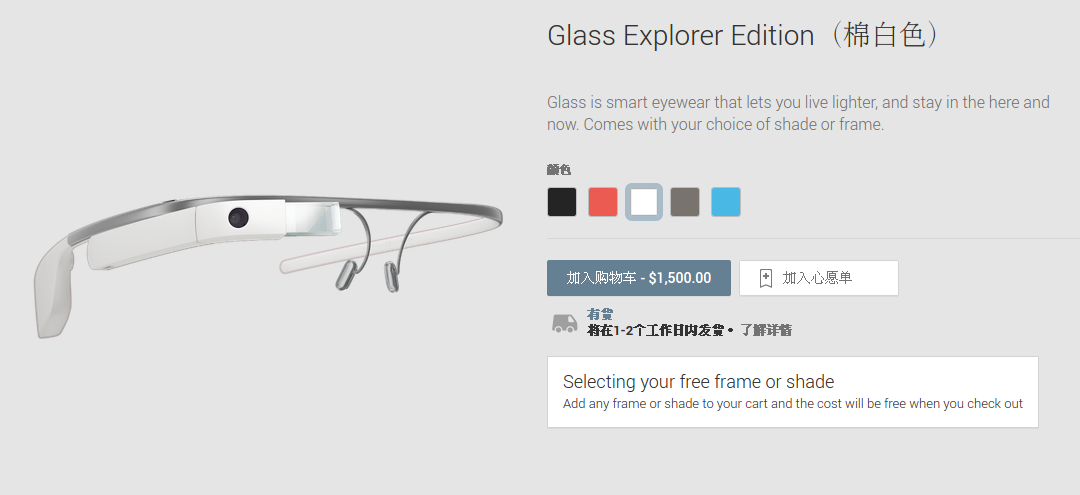 Glass Explorer Edition（棉白色）
Glass is smart eyewear that lets you live lighter, and stay in the here and
now. Comes with your choice of shade or frame.
颜色
加入购物车 - $1,500.00
加入心愿单
有货
将在1-2个工作日内发货。 了解详情
Selecting your free frame or shade
Add any frame or shade to your cart and the cost will be free when you check out